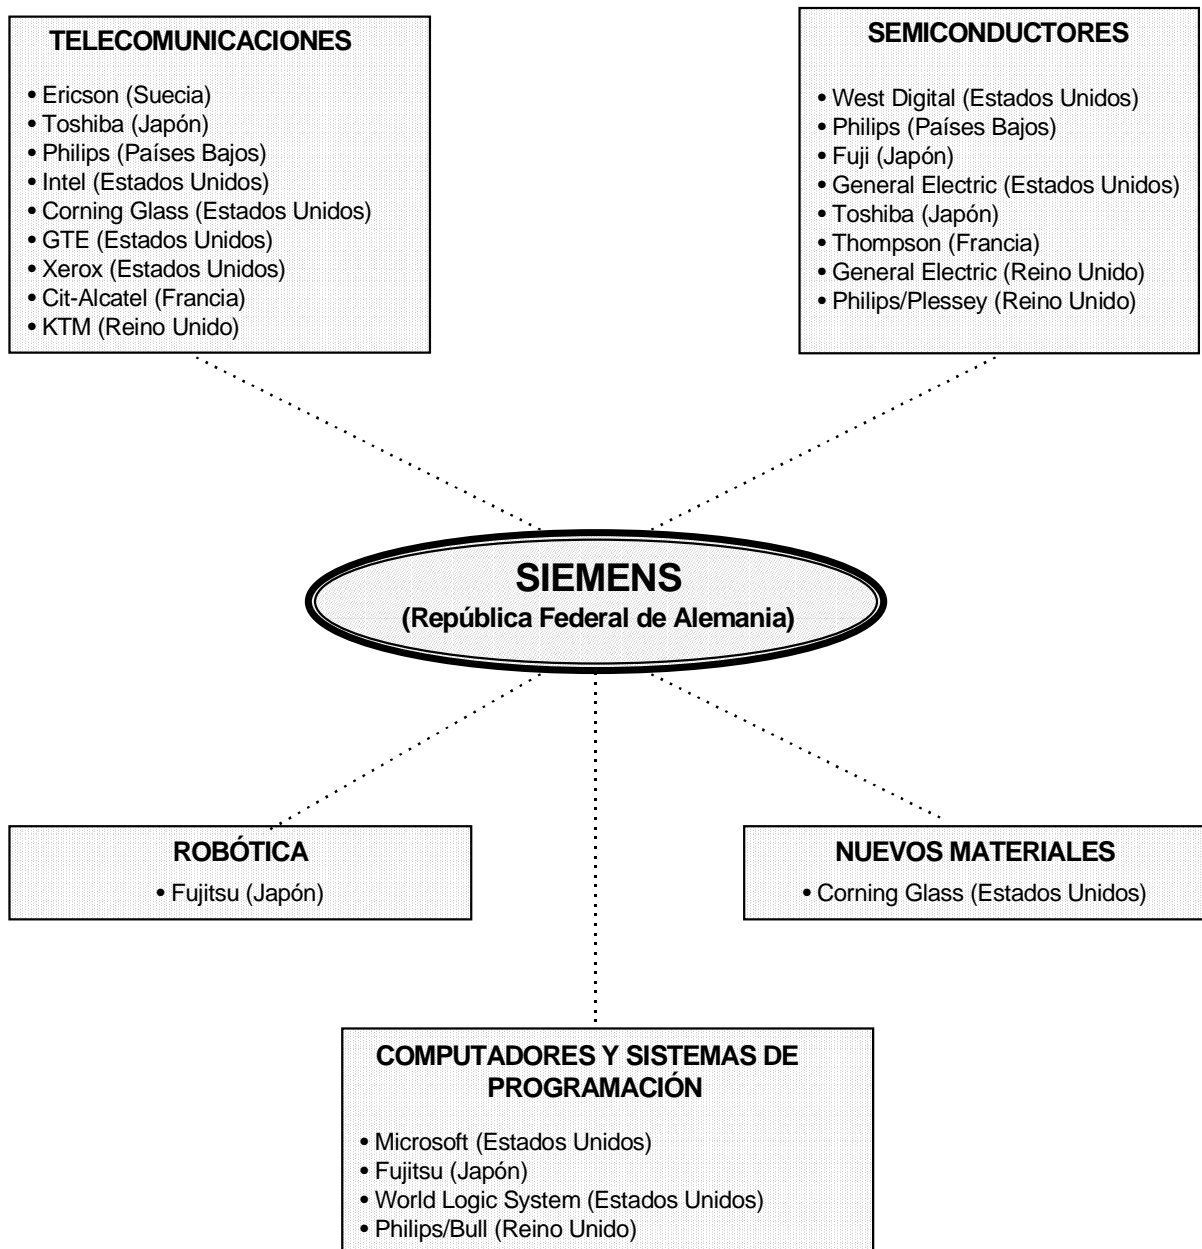 TELECOMUNICACIONES
• Ericson (Suecia)
• Toshiba (Japón)
• Philips (Países Bajos)
• Intel (Estados Unidos)
• Corning Glass (Estados Unidos)
• GTE (Estados Unidos)
• Xerox (Estados Unidos)
• Cit-Alcatel (Francia)
• KTM (Reino Unido)
SEMICONDUCTORES
• West Digital (Estados Unidos)
• Philips (Países Bajos)
• Fuji (Japón)
• General Electric (Estados Unidos)
• Toshiba (Japón)
• Thompson (Francia)
• General Electric (Reino Unido)
• Philips/Plessey (Reino Unido)
SIEMENS
(República Federal de Alemania)
ROBÓTICA
• Fujitsu (Japón)
NUEVOS MATERIALES
• Corning Glass (Estados Unidos)
COMPUTADORES Y SISTEMAS DE
PROGRAMACIÓN
• Microsoft (Estados Unidos)
• Fujitsu (Japón)
• World Logic System (Estados Unidos)
• Philips/Bull (Reino Unido)